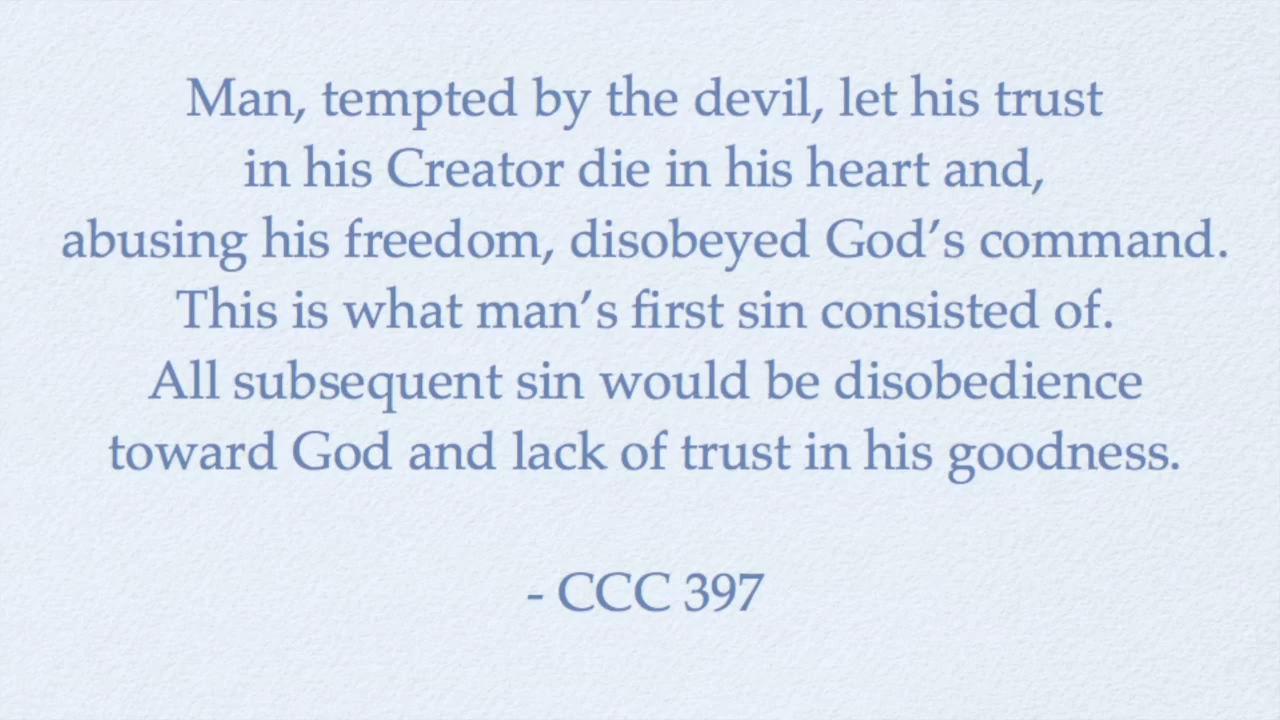 Man, tempted by the devil, let his trust
in his Creator die in his heart and,
abusing his freedom, disobeyed God’s command.
This is what man’s first sin consisted of.
All subsequent sin would be disobedience
toward God and lack of trust in his goodness.
- CCC 397